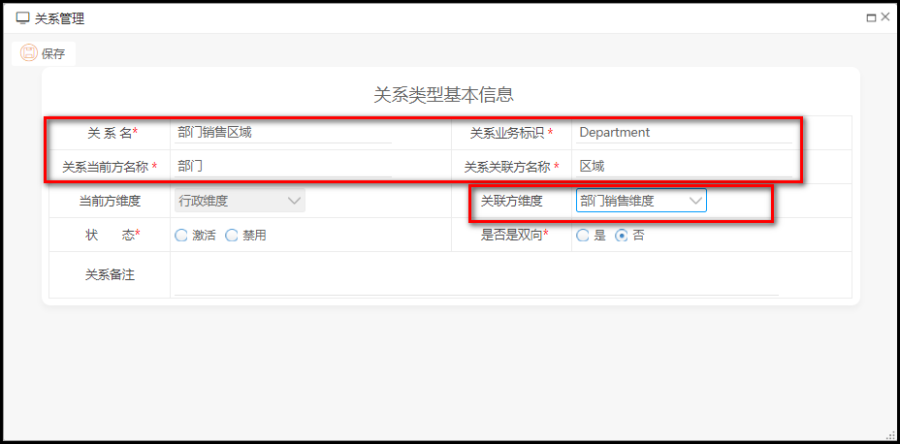 关系管理
保存
关系类型基本信息
关 系 名* 部门销售区域 关系业务标识 * Department
关系当前方名称 * 部门 关系关联方名称 * 区域
当前方维度 行政维度 关联方维度 部门销售维度
状 态* 激活 禁用 是否是双向* 是 否
关系备注